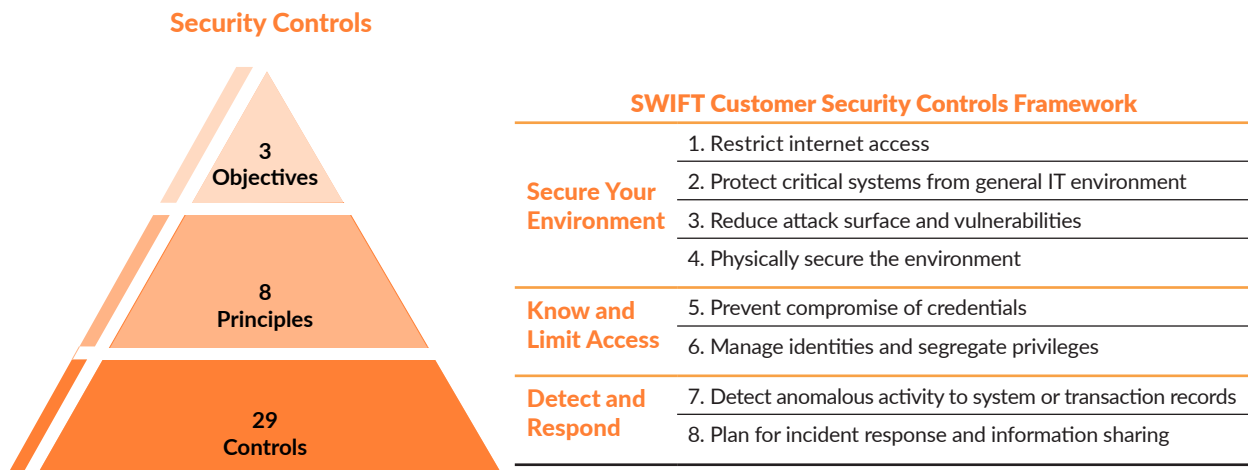 Security Controls
3
Objectives
8
Principles
29
Controls
SWIFT Customer Security Controls Framework
Secure Your
Environment
1. Restrict internet access
2. Protect critical systems from general IT environment
3. Reduce attack surface and vulnerabilities
4. Physically secure the environment
Know and
Limit Access
5. Prevent compromise of credentials
6. Manage identities and segregate privileges
Detect and
Respond
7. Detect anomalous activity to system or transaction records
8. Plan for incident response and information sharing